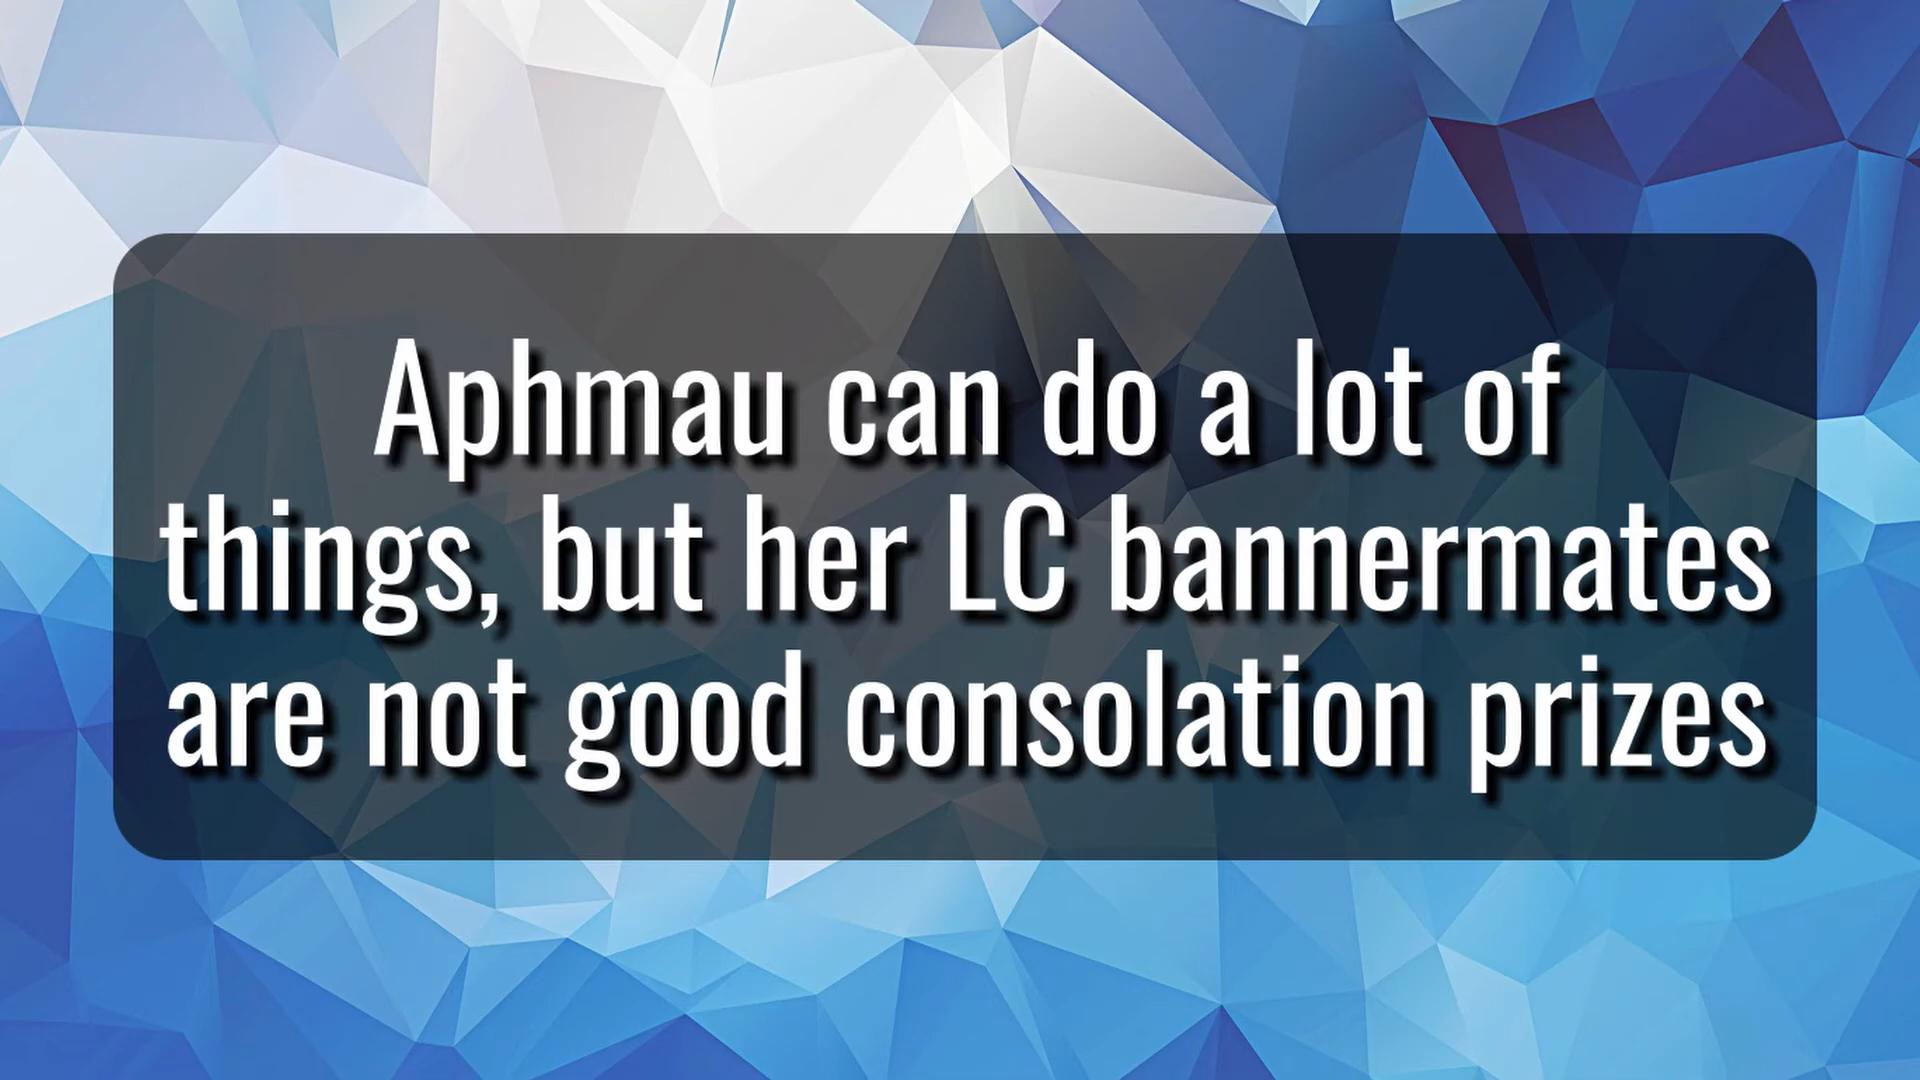 Aphmau can do a lot of
things, but her LC bannermates
are not good consolation prizes